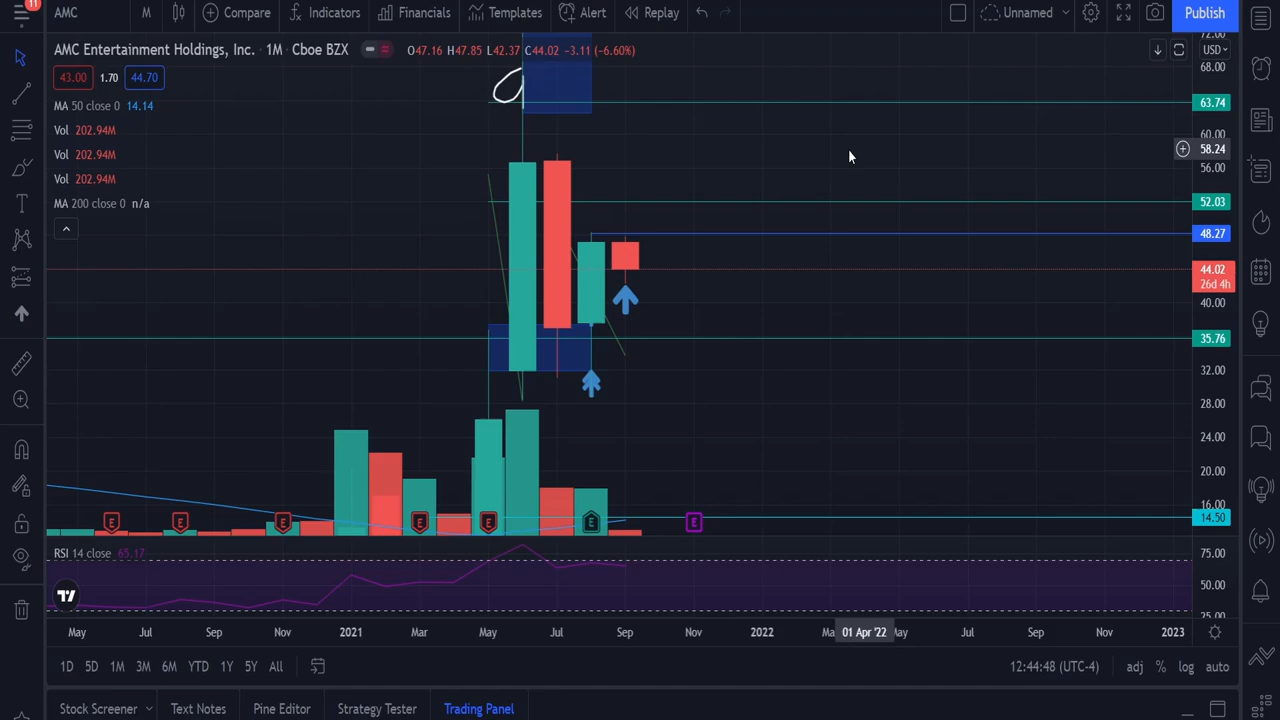 11
AMC M Compare Indicators Financials Templates Alert Replay Unnamed Publish
AMC Entertainment Holdings, Inc. · 1M · Cboe BZX O47.16 H47.85 L42.37 C44.02 −3.11 (−6.60%)
43.00 1.70 44.70
MA 50 close 0 14.14
Vol 202.94M
Vol 202.94M
Vol 202.94M
MA 200 close 0 n/a
USD
72.00
68.00
63.74
60.00
58.24
56.00
52.03
48.27
44.02
26d 4h
40.00
35.76
32.00
28.00
24.00
20.00
16.00
14.50
E E E E E E E
RSI 14 close 65.17
75.00
50.00
25.00
May Jul Sep Nov 2021 Mar May Jul Sep Nov 2022 Ma 01 Apr '22 May Jul Sep Nov 2023
1D 5D 1M 3M 6M YTD 1Y 5Y All 12:44:48 (UTC-4) adj % log auto
Stock Screener Text Notes Pine Editor Strategy Tester Trading Panel